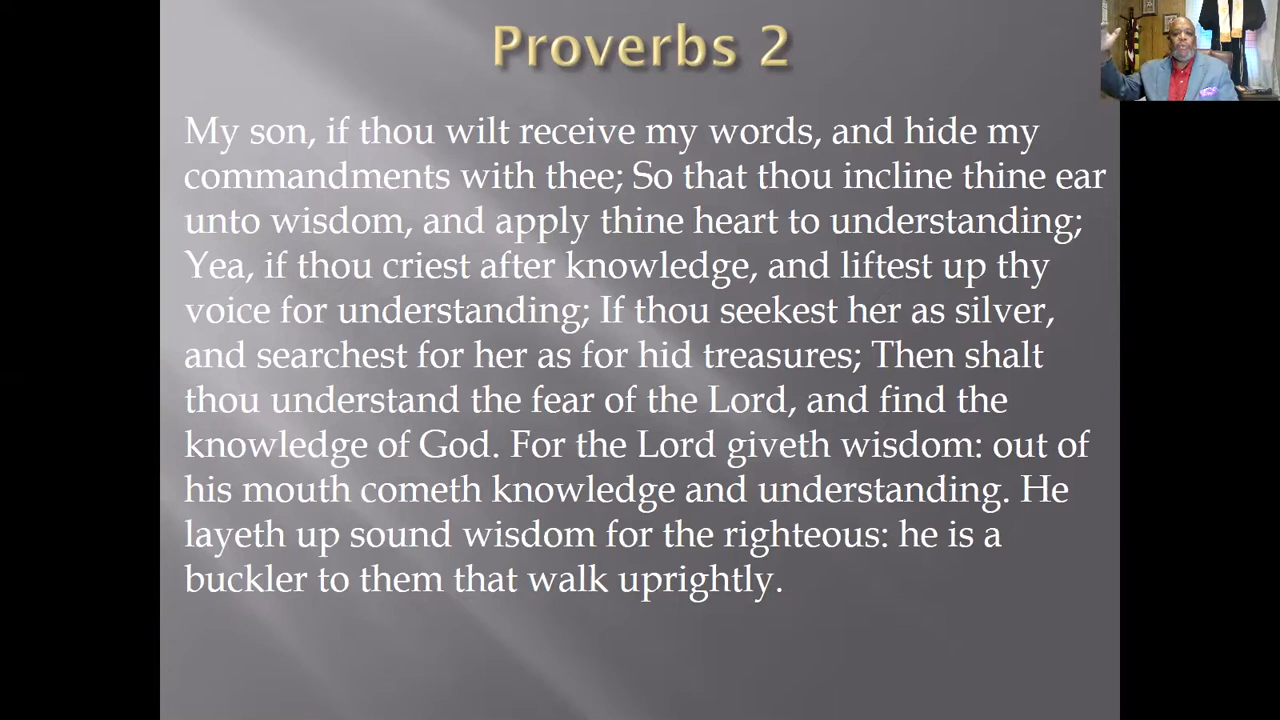 Proverbs 2
My son, if thou wilt receive my words, and hide my
commandments with thee; So that thou incline thine ear
unto wisdom, and apply thine heart to understanding;
Yea, if thou criest after knowledge, and liftest up thy
voice for understanding; If thou seekest her as silver,
and searchest for her as for hid treasures; Then shalt
thou understand the fear of the Lord, and find the
knowledge of God. For the Lord giveth wisdom: out of
his mouth cometh knowledge and understanding. He
layeth up sound wisdom for the righteous: he is a
buckler to them that walk uprightly.